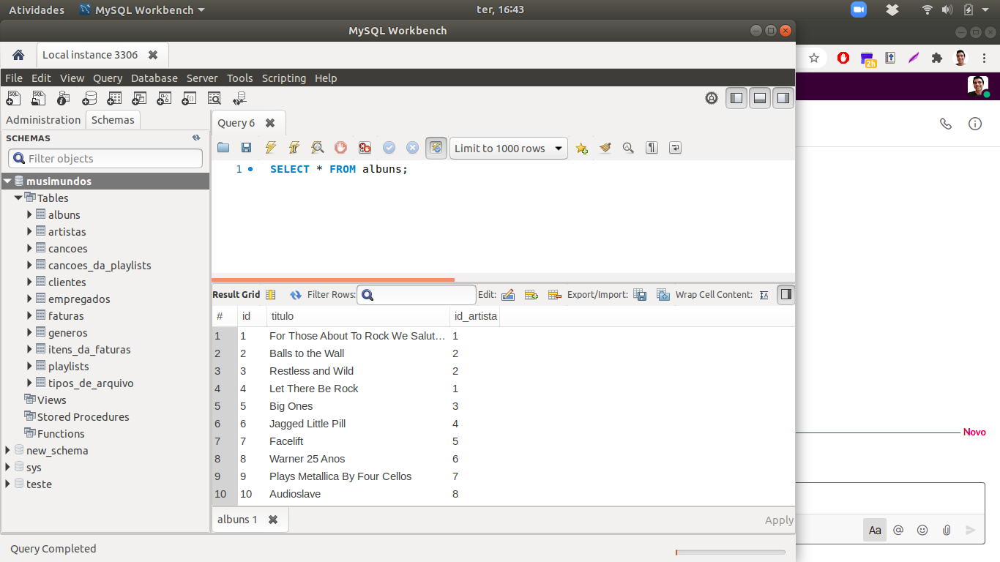 Atividades MySQL Workbench ter, 16:43
MySQL Workbench
Local instance 3306
File Edit View Query Database Server Tools Scripting Help
2h
Administration Schemas
SCHEMAS
Filter objects
musimundos
Tables
albuns
artistas
cancoes
cancoes_da_playlists
clientes
empregados
faturas
generos
itens_da_faturas
playlists
tipos_de_arquivo
Views
Stored Procedures
Functions
new_schema
sys
teste
Query 6
Limit to 1000 rows
1 SELECT * FROM albuns;
Result Grid Filter Rows: Edit: Export/Import: Wrap Cell Content:
# id titulo id_artista
1 1 For Those About To Rock We Salut... 1
2 2 Balls to the Wall 2
3 3 Restless and Wild 2
4 4 Let There Be Rock 1
5 5 Big Ones 3
6 6 Jagged Little Pill 4
7 7 Facelift 5
8 8 Warner 25 Anos 6
9 9 Plays Metallica By Four Cellos 7
10 10 Audioslave 8
albuns 1 Apply
Query Completed
Novo
Aa @